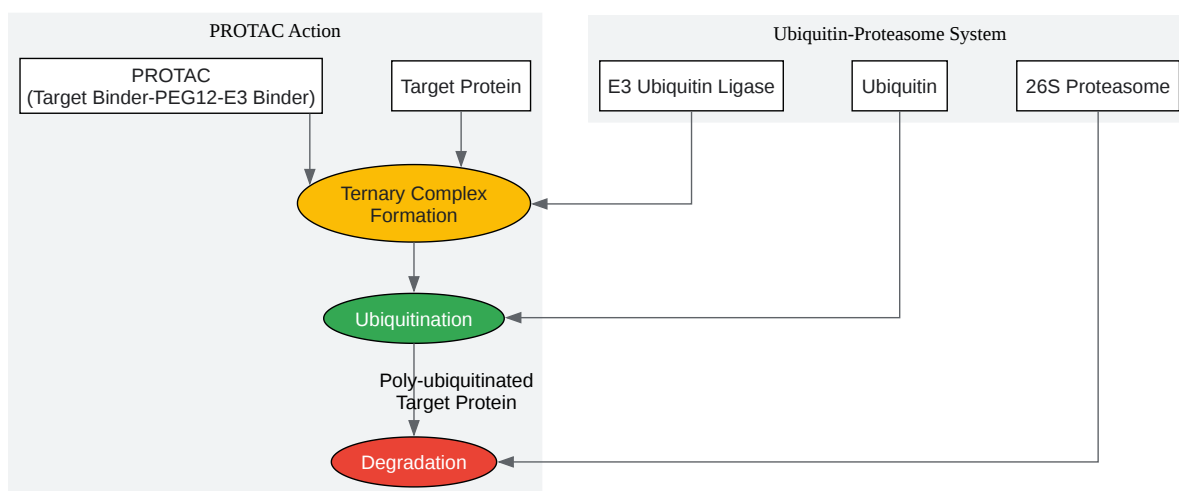 PROTAC Action
Ubiquitin-Proteasome System
PROTAC
(Target Binder-PEG12-E3 Binder)
Target Protein
E3 Ubiquitin Ligase
Ubiquitin
26S Proteasome
Ternary Complex
Formation
Ubiquitination
Poly-ubiquitinated
Target Protein
Degradation